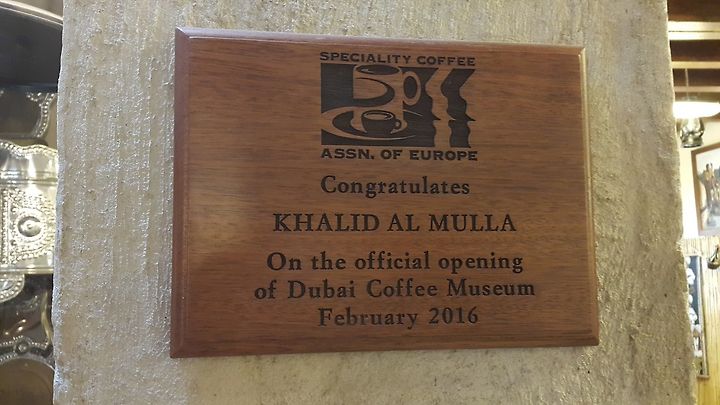 SPECIALITY COFFEE
ASSN. OF EUROPE
Congratulates
KHALID AL MULLA
On the official opening
of Dubai Coffee Museum
February 2016